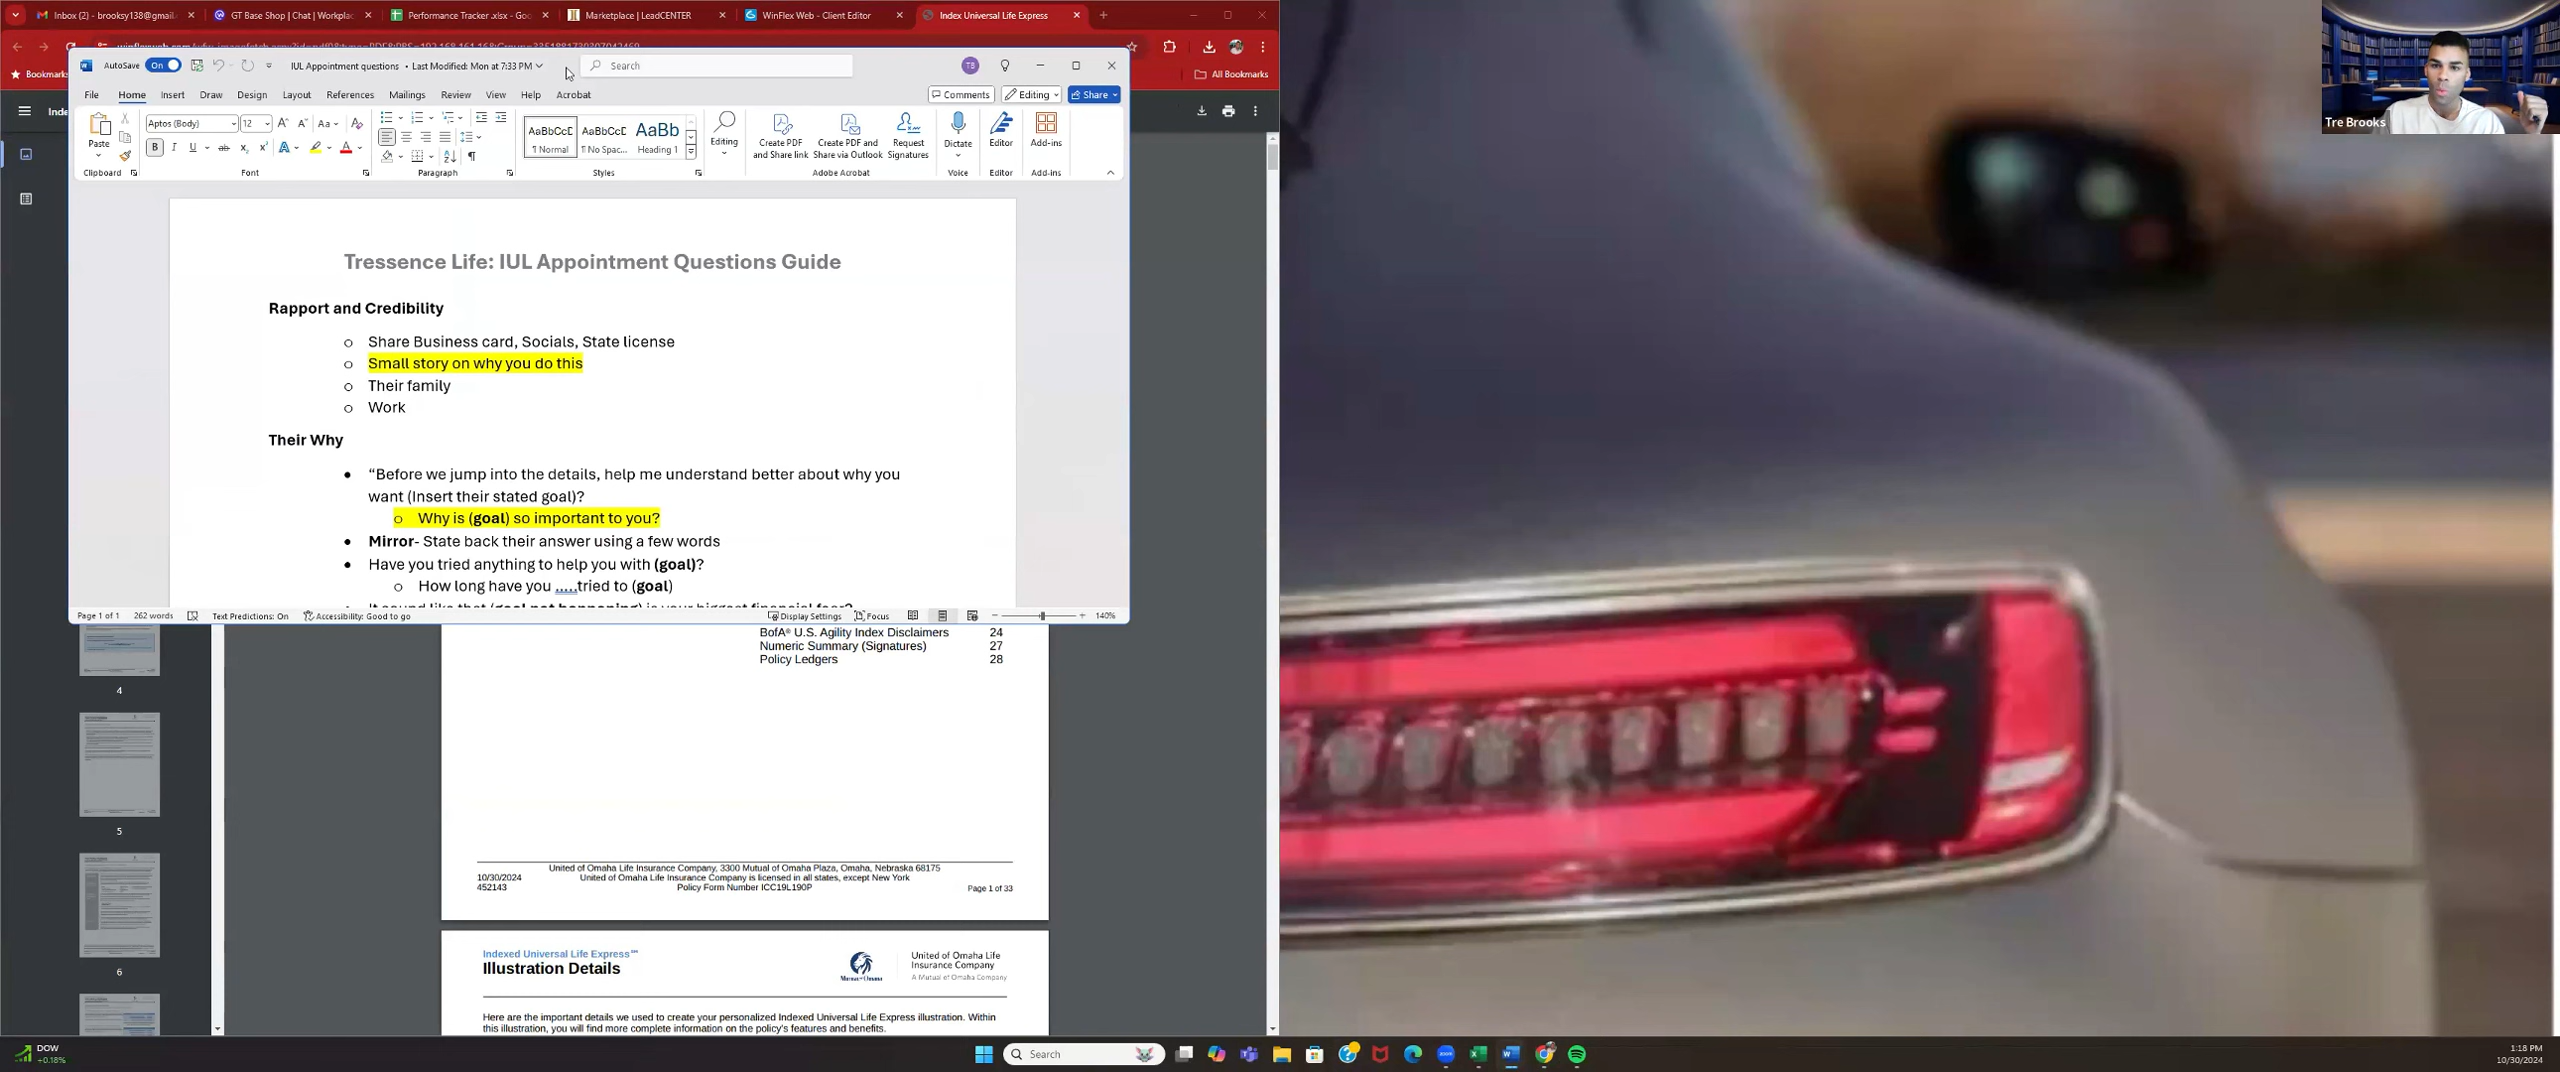 Inbox (2) - brooksy138@gmail.
GT Base Shop | Chat | Workplac
Performance Tracker .xlsx - Goo
Marketplace | LeadCENTER
WinFlex Web - Client Editor
Index Universal Life Express
Bookmarks
All Bookmarks
AutoSave On
IUL Appointment questions • Last Modified: Mon at 7:33 PM
Search
TB
File Home Insert Draw Design Layout References Mailings Review View Help Acrobat
Comments Editing Share
Inde
Paste
Aptos (Body) 12
AaBbCcD AaBbCcD AaBb
Normal No Spac... Heading 1
Editing
Create PDF and Share link
Create PDF and Share via Outlook
Request Signatures
Dictate
Editor
Add-ins
Clipboard Font Paragraph Styles Adobe Acrobat Voice Editor Add-ins
Tressence Life: IUL Appointment Questions Guide
Rapport and Credibility
Share Business card, Socials, State license
Small story on why you do this
Their family
Work
Their Why
“Before we jump into the details, help me understand better about why you
want (Insert their stated goal)?
Why is (goal) so important to you?
Mirror- State back their answer using a few words
Have you tried anything to help you with (goal)?
How long have you .....tried to (goal)
Page 1 of 1 262 words Text Predictions: On Accessibility: Good to go
Display Settings Focus 140%
BofA® U.S. Agility Index Disclaimers 24
Numeric Summary (Signatures) 27
Policy Ledgers 28
4
5
6
United of Omaha Life Insurance Company, 3300 Mutual of Omaha Plaza, Omaha, Nebraska 68175
10/30/2024 United of Omaha Life Insurance Company is licensed in all states, except New York
452143 Policy Form Number ICC19L190P Page 1 of 33
Indexed Universal Life Express℠
Illustration Details
Mutual of Omaha
United of Omaha Life
Insurance Company
A Mutual of Omaha Company
Here are the important details we used to create your personalized Indexed Universal Life Express illustration. Within
this illustration, you will find more complete information on the policy's features and benefits.
Tre Brooks
DOW
+0.18%
Search
1:18 PM
10/30/2024